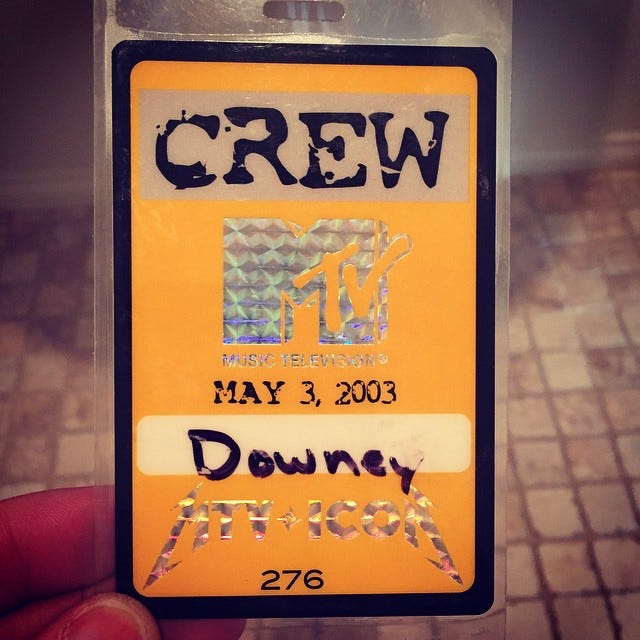 CREW
MTV
MUSIC TELEVISION®
MAY 3, 2003
Downey
MTV ICON
276